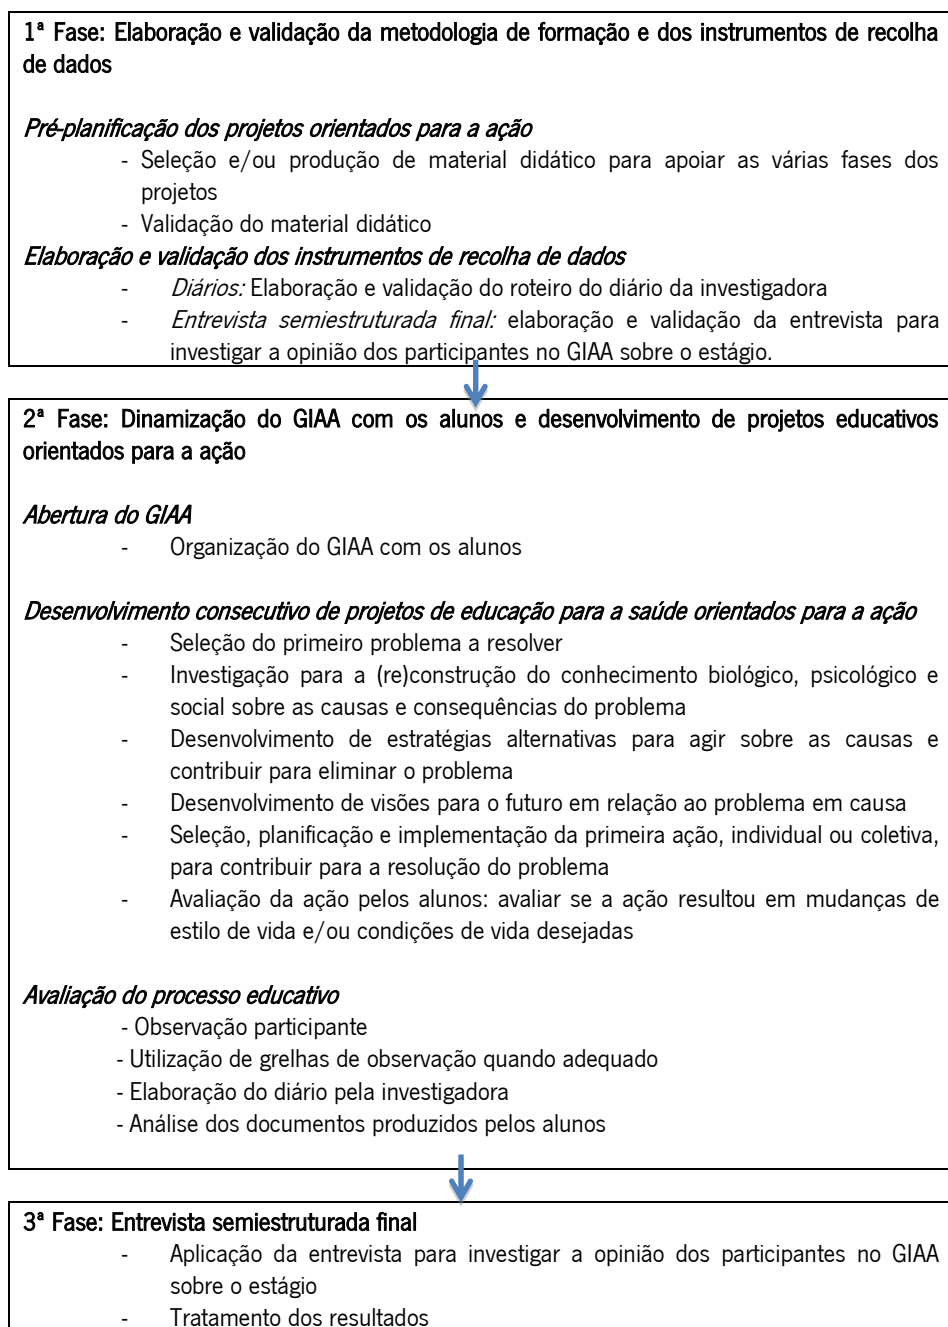 1ª Fase: Elaboração e validação da metodologia de formação e dos instrumentos de recolha
de dados
Pré-planificação dos projetos orientados para a ação
- Seleção e/ou produção de material didático para apoiar as várias fases dos
projetos
- Validação do material didático
Elaboração e validação dos instrumentos de recolha de dados
- Diários: Elaboração e validação do roteiro do diário da investigadora
- Entrevista semiestruturada final: elaboração e validação da entrevista para
investigar a opinião dos participantes no GIAA sobre o estágio.
2ª Fase: Dinamização do GIAA com os alunos e desenvolvimento de projetos educativos
orientados para a ação
Abertura do GIAA
- Organização do GIAA com os alunos
Desenvolvimento consecutivo de projetos de educação para a saúde orientados para a ação
- Seleção do primeiro problema a resolver
- Investigação para a (re)construção do conhecimento biológico, psicológico e
social sobre as causas e consequências do problema
- Desenvolvimento de estratégias alternativas para agir sobre as causas e
contribuir para eliminar o problema
- Desenvolvimento de visões para o futuro em relação ao problema em causa
- Seleção, planificação e implementação da primeira ação, individual ou coletiva,
para contribuir para a resolução do problema
- Avaliação da ação pelos alunos: avaliar se a ação resultou em mudanças de
estilo de vida e/ou condições de vida desejadas
Avaliação do processo educativo
- Observação participante
- Utilização de grelhas de observação quando adequado
- Elaboração do diário pela investigadora
- Análise dos documentos produzidos pelos alunos
3ª Fase: Entrevista semiestruturada final
- Aplicação da entrevista para investigar a opinião dos participantes no GIAA
sobre o estágio
- Tratamento dos resultados